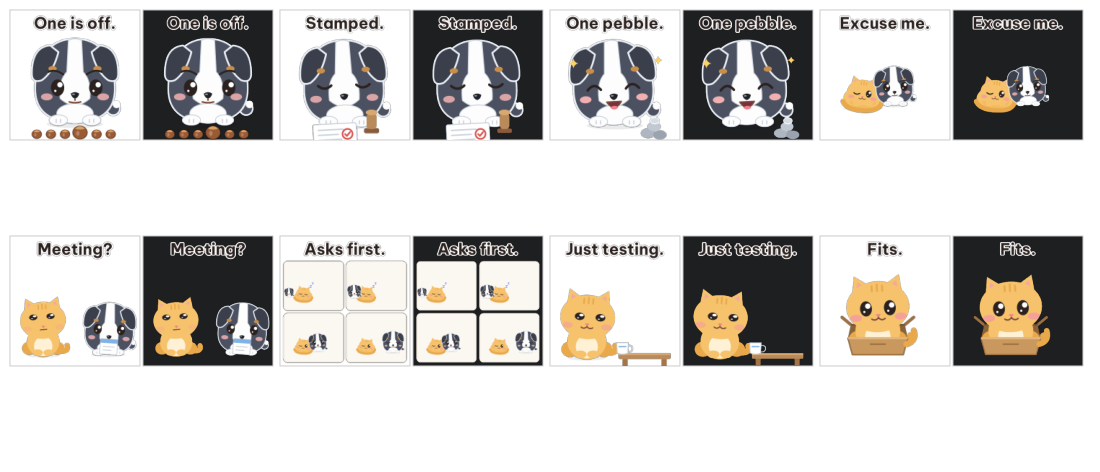 One is off.
One is off.
Stamped.
Stamped.
One pebble.
One pebble.
Excuse me.
Excuse me.
Meeting?
Meeting?
Asks first.
Asks first.
Just testing.
Just testing.
Fits.
Fits.